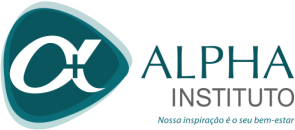 ALPHA
INSTITUTO
Nossa inspiração é o seu bem-estar